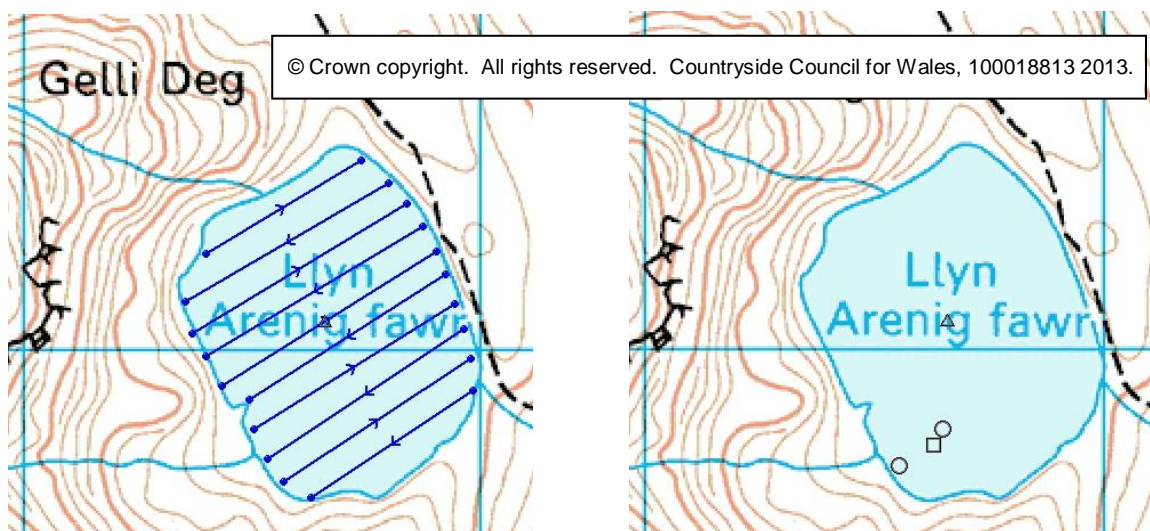 Gelli Deg
© Crown copyright. All rights reserved. Countryside Council for Wales, 100018813 2013.
Llyn
Arenig fawr
Llyn
Arenig fawr